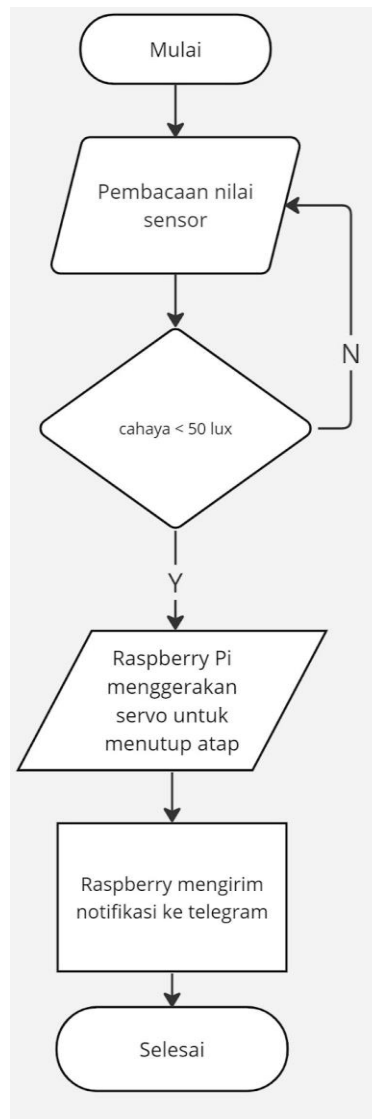 Mulai
Pembacaan nilai
sensor
N
cahaya < 50 lux
Y
Raspberry Pi
menggerakan
servo untuk
menutup atap
Raspberry mengirim
notifikasi ke telegram
Selesai